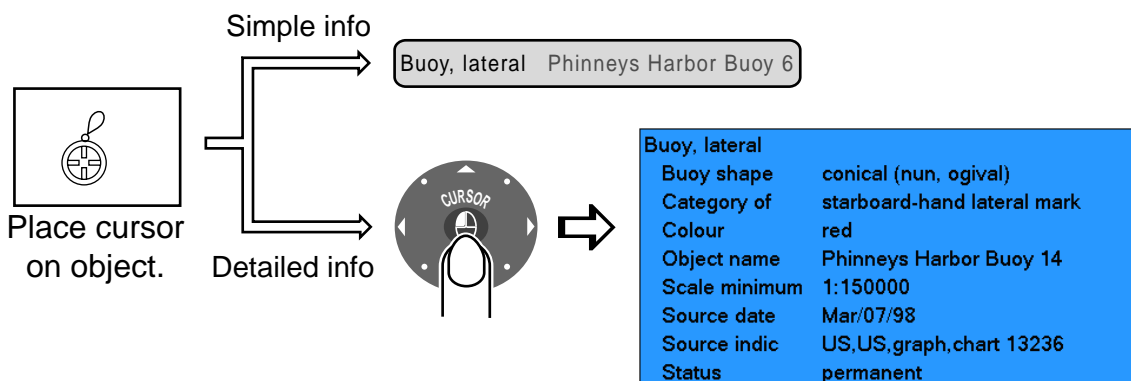 Simple info
Buoy, lateral Phinneys Harbor Buoy 6
Place cursor
on object.
Detailed info
CURSOR
Buoy, lateral
Buoy shape conical (nun, ogival)
Category of starboard-hand lateral mark
Colour red
Object name Phinneys Harbor Buoy 14
Scale minimum 1:150000
Source date Mar/07/98
Source indic US,US,graph,chart 13236
Status permanent